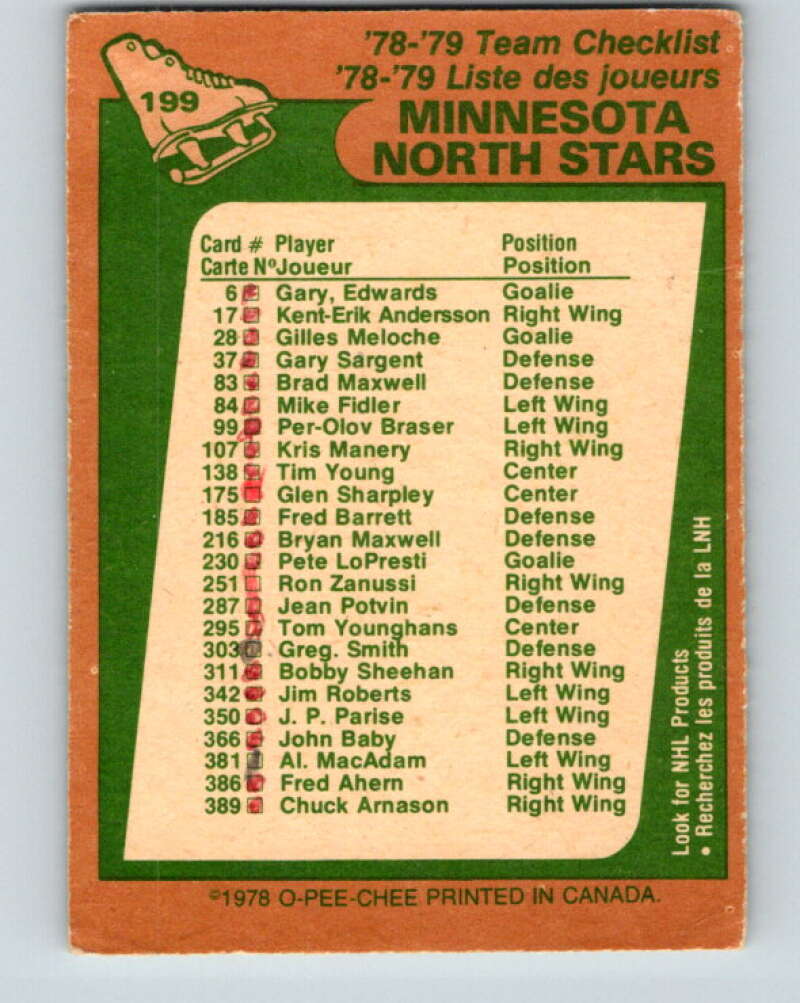 199
'78-'79 Team Checklist
'78-'79 Liste des joueurs
MINNESOTA
NORTH STARS
Card # Player Position
Carte Nº Joueur Position
6 Gary, Edwards Goalie
17 Kent-Erik Andersson Right Wing
28 Gilles Meloche Goalie
37 Gary Sargent Defense
83 Brad Maxwell Defense
84 Mike Fidler Left Wing
99 Per-Olov Braser Left Wing
107 Kris Manery Right Wing
138 Tim Young Center
175 Glen Sharpley Center
185 Fred Barrett Defense
216 Bryan Maxwell Defense
230 Pete LoPresti Goalie
251 Ron Zanussi Right Wing
287 Jean Potvin Defense
295 Tom Younghans Center
303 Greg. Smith Defense
311 Bobby Sheehan Right Wing
342 Jim Roberts Left Wing
350 J. P. Parise Left Wing
366 John Baby Defense
381 Al. MacAdam Left Wing
386 Fred Ahern Right Wing
389 Chuck Arnason Right Wing
Look for NHL Products
• Recherchez les produits de la LNH
©1978 O-PEE-CHEE PRINTED IN CANADA.